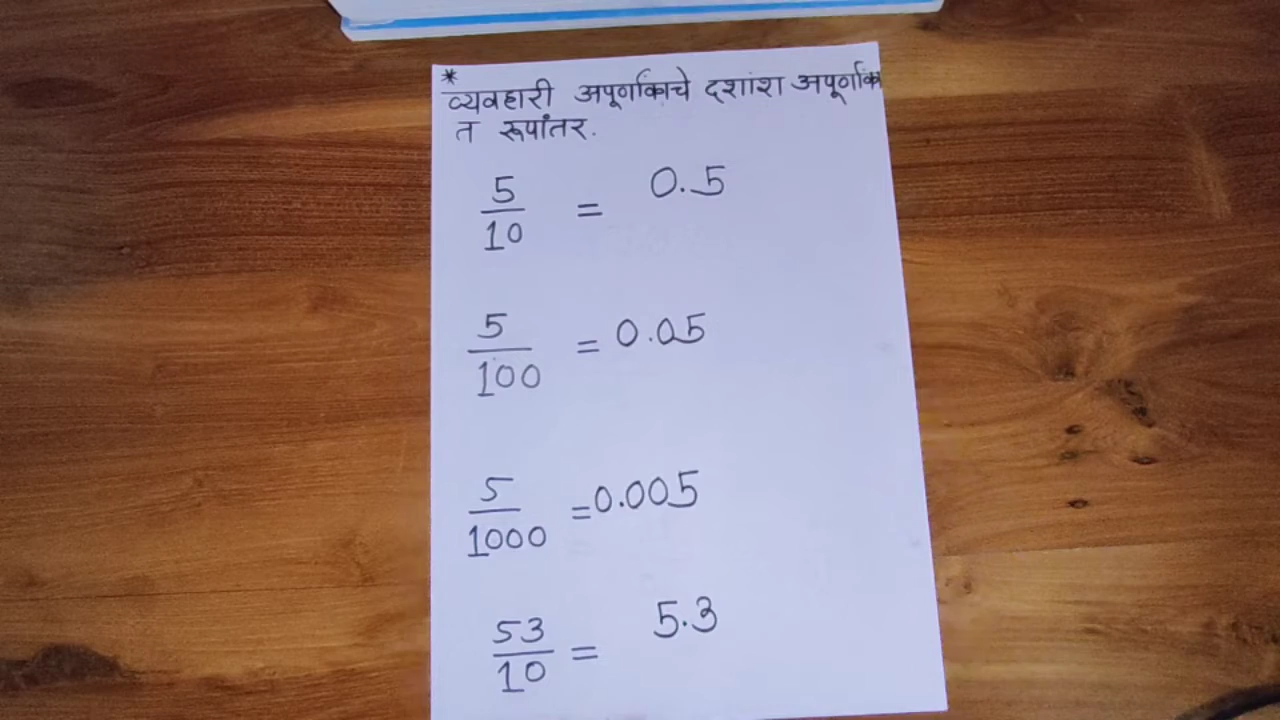 *
व्यवहारी अपूर्णांकाचे दशांश अपूर्णांका
त रूपांतर.
5/10 = 0.5
5/100 = 0.05
5/1000 = 0.005
53/10 = 5.3